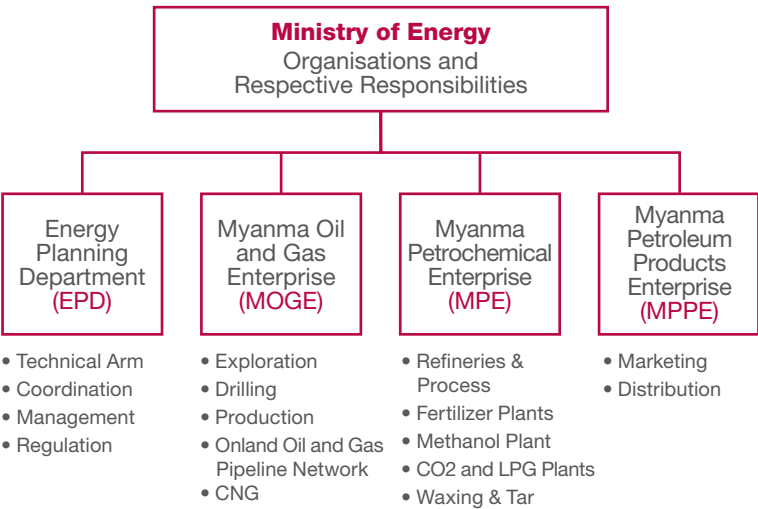 Ministry of Energy
Organisations and
Respective Responsibilities
Energy
Planning
Department
(EPD)
• Technical Arm
• Coordination
• Management
• Regulation
Myanma Oil
and Gas
Enterprise
(MOGE)
• Exploration
• Drilling
• Production
• Onland Oil and Gas
Pipeline Network
• CNG
Myanma
Petrochemical
Enterprise
(MPE)
• Refineries &
Process
• Fertilizer Plants
• Methanol Plant
• CO2 and LPG Plants
• Waxing & Tar
Myanma
Petroleum
Products
Enterprise
(MPPE)
• Marketing
• Distribution